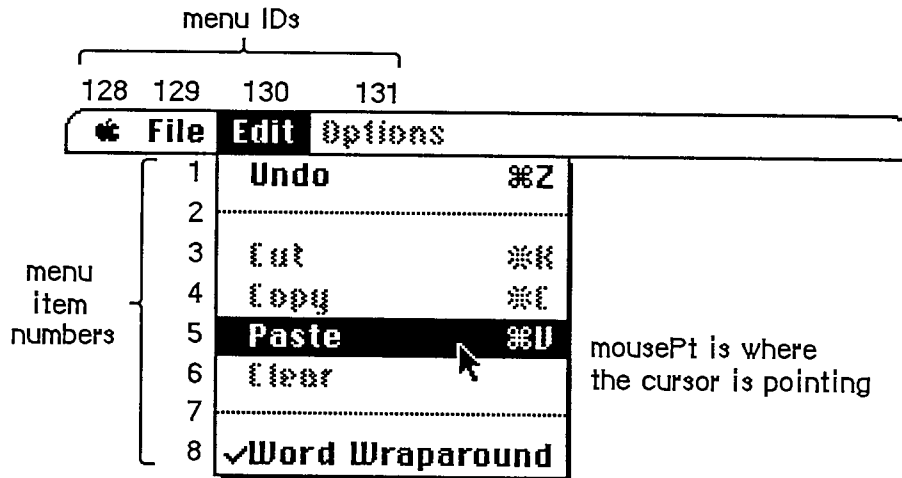 menu IDs
128 129 130 131
File Edit Options
1 Undo ⌘Z
2
3 Cut ⌘X
4 Copy ⌘C
menu
item
numbers
5 Paste ⌘V
6 Clear
7
8 ✓Word Wraparound
mousePt is where
the cursor is pointing